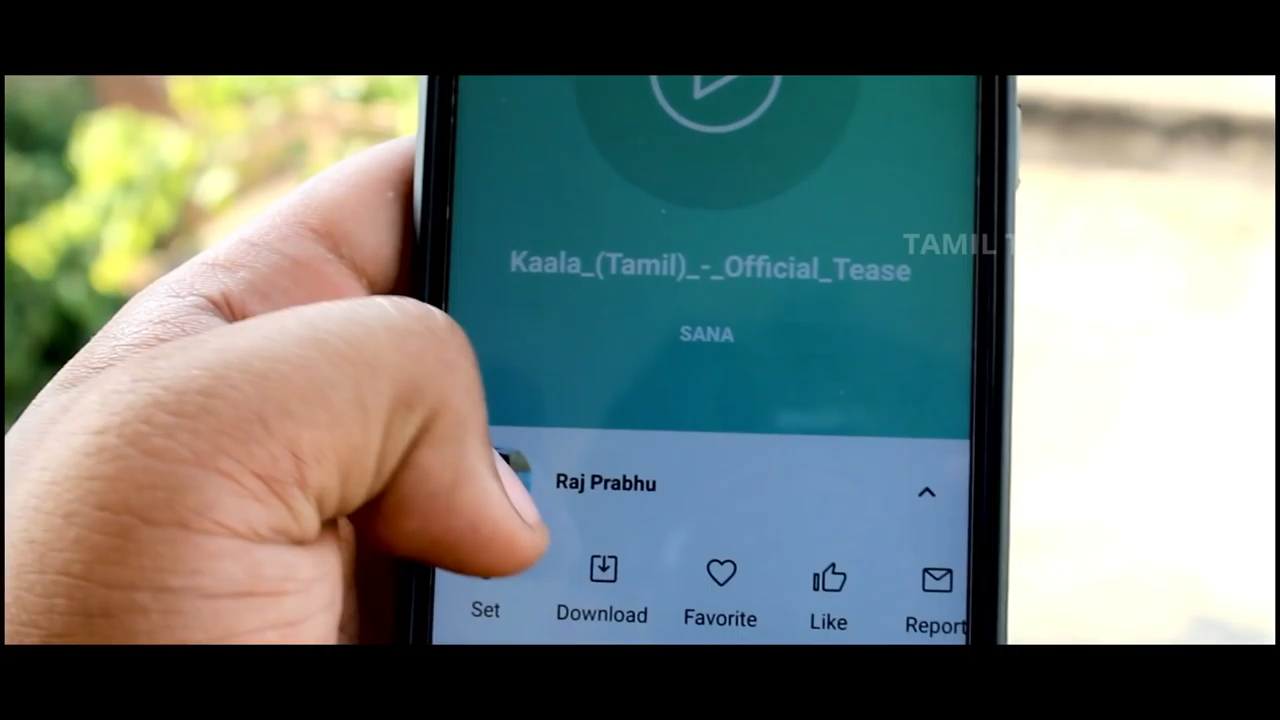 Kaala_(Tamil)_-_Official_Tease
TAMIL
SANA
Raj Prabhu
Set
Download
Favorite
Like
Report